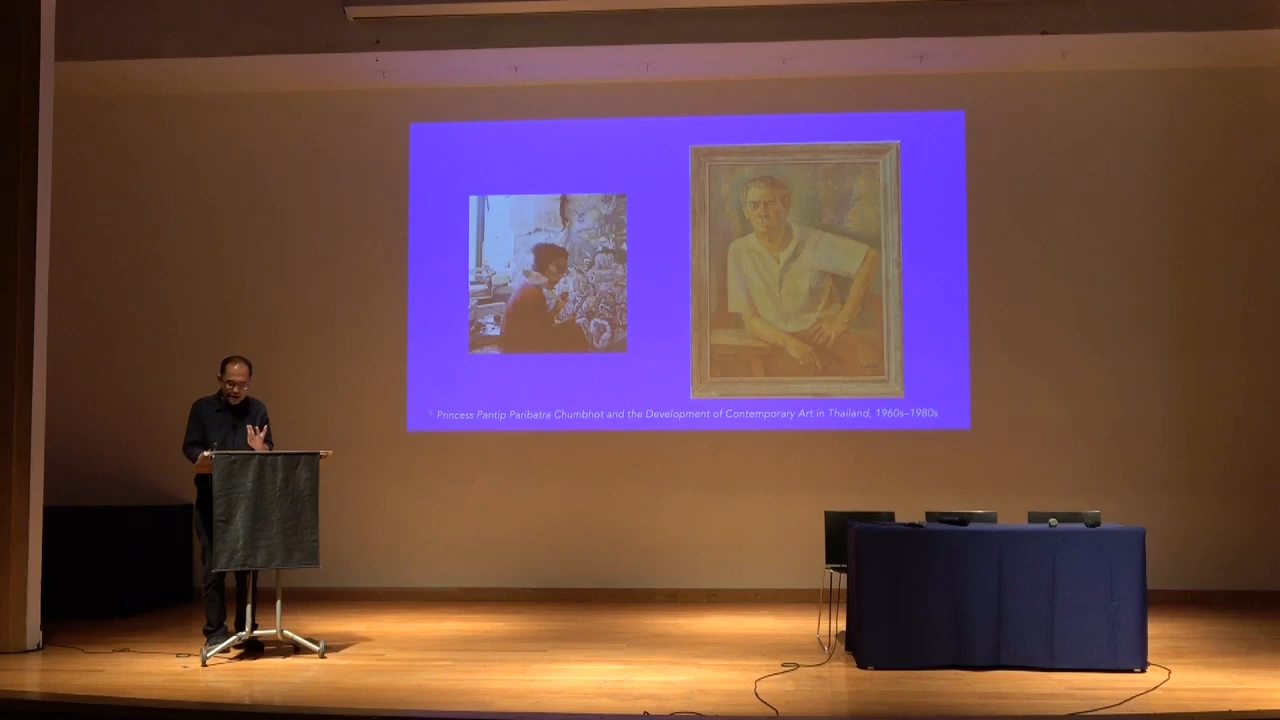 Princess Pantip Paribatra Chumbhot and the Development of Contemporary Art in Thailand, 1960s–1980s